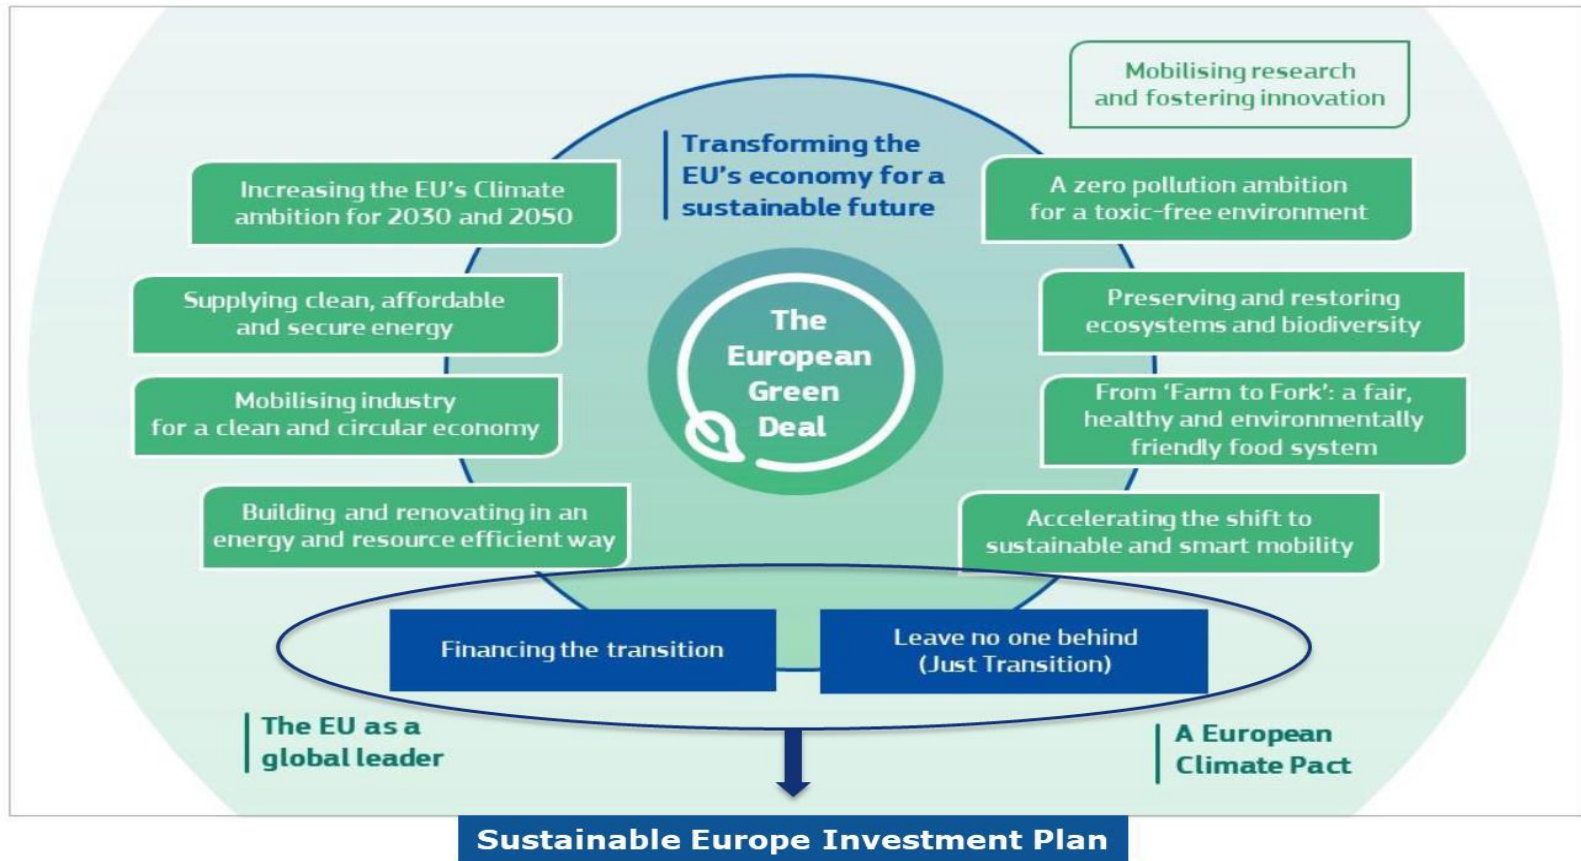 Mobilising research
and fostering innovation
Transforming the
EU's economy for a
sustainable future
Increasing the EU's Climate
ambition for 2030 and 2050
A zero pollution ambition
for a toxic-free environment
Supplying clean, affordable
and secure energy
Preserving and restoring
ecosystems and biodiversity
The
European
Green
Deal
Mobilising industry
for a clean and circular economy
From ‘Farm to Fork’: a fair,
healthy and environmentally
friendly food system
Building and renovating in an
energy and resource efficient way
Accelerating the shift to
sustainable and smart mobility
Financing the transition
Leave no one behind
(Just Transition)
The EU as a
global leader
A European
Climate Pact
Sustainable Europe Investment Plan